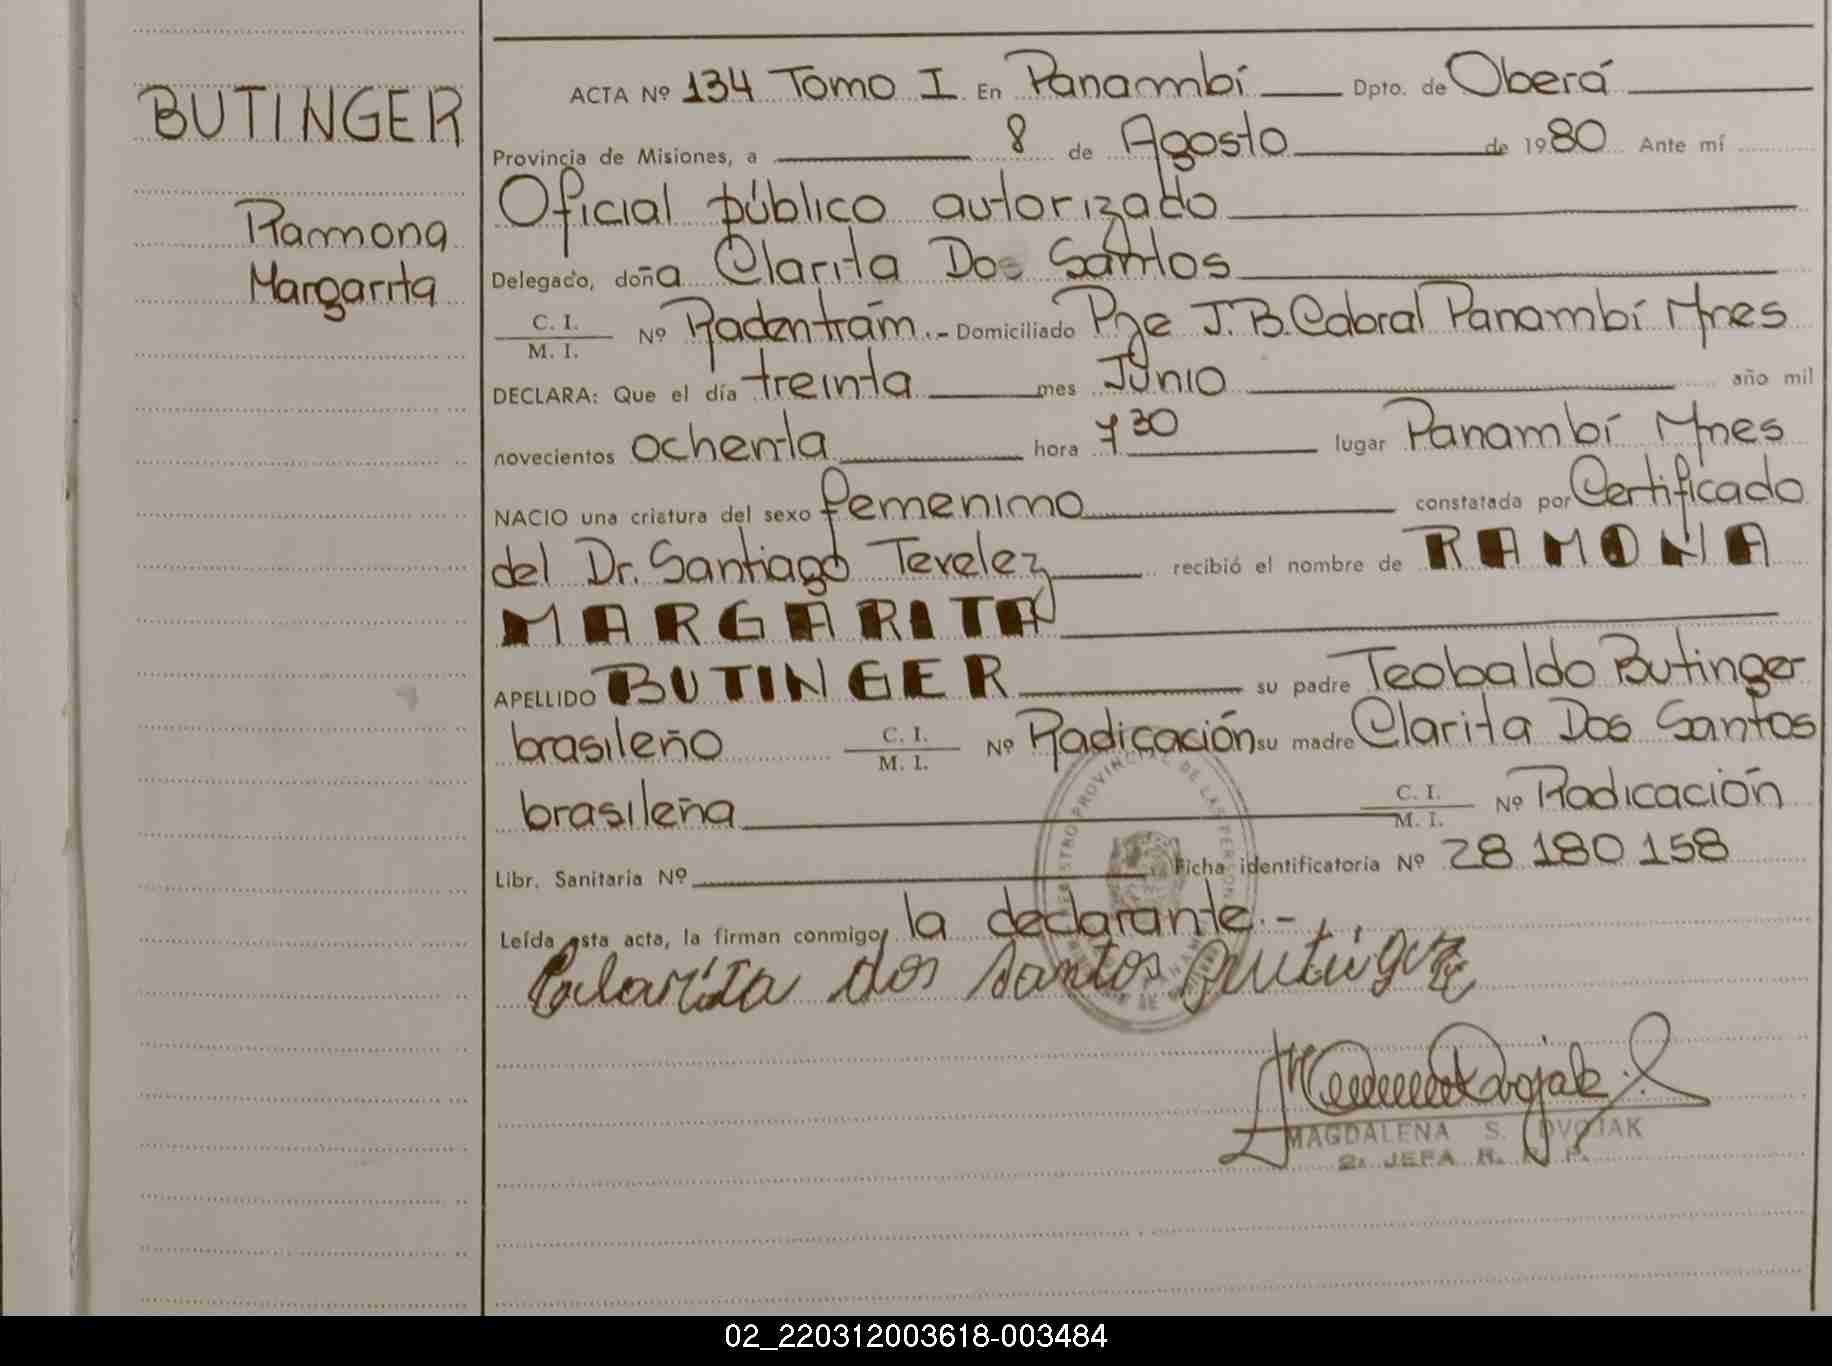 BUTINGER
Ramona
Margarita
ACTA Nº 134 Tomo I En Panambí Dpto. de Oberá
Provincia de Misiones, a 8 de Agosto de 1980 Ante mí
Oficial público autorizado
Delegado, doña Clarita Dos Santos
C. I.
M. I.
Nº Radentrám.- Domiciliado Pje J.B.Cabral Panambí Mnes
DECLARA: Que el día treinta mes Junio año mil
novecientos ochenta hora 7 30 lugar Panambí Mnes
NACIO una criatura del sexo femenino constatada por Certificado
del Dr. Santiago Tevelez recibió el nombre de RAMONA
MARGARITA
APELLIDO BUTINGER su padre Teobaldo Butinger
brasileño C. I.
M. I.
Nº Radicación su madre Clarita Dos Santos
brasileña C. I.
M. I.
Nº Radicación
Libr. Sanitaria Nº Ficha identificatoria Nº 28 180 158
Leída esta acta, la firman conmigo, la declarante.-
Clarita dos Santos Butinger
MAGDALENA S. DVOJAK
2ª JEFA R. P.
02_220312003618-003484